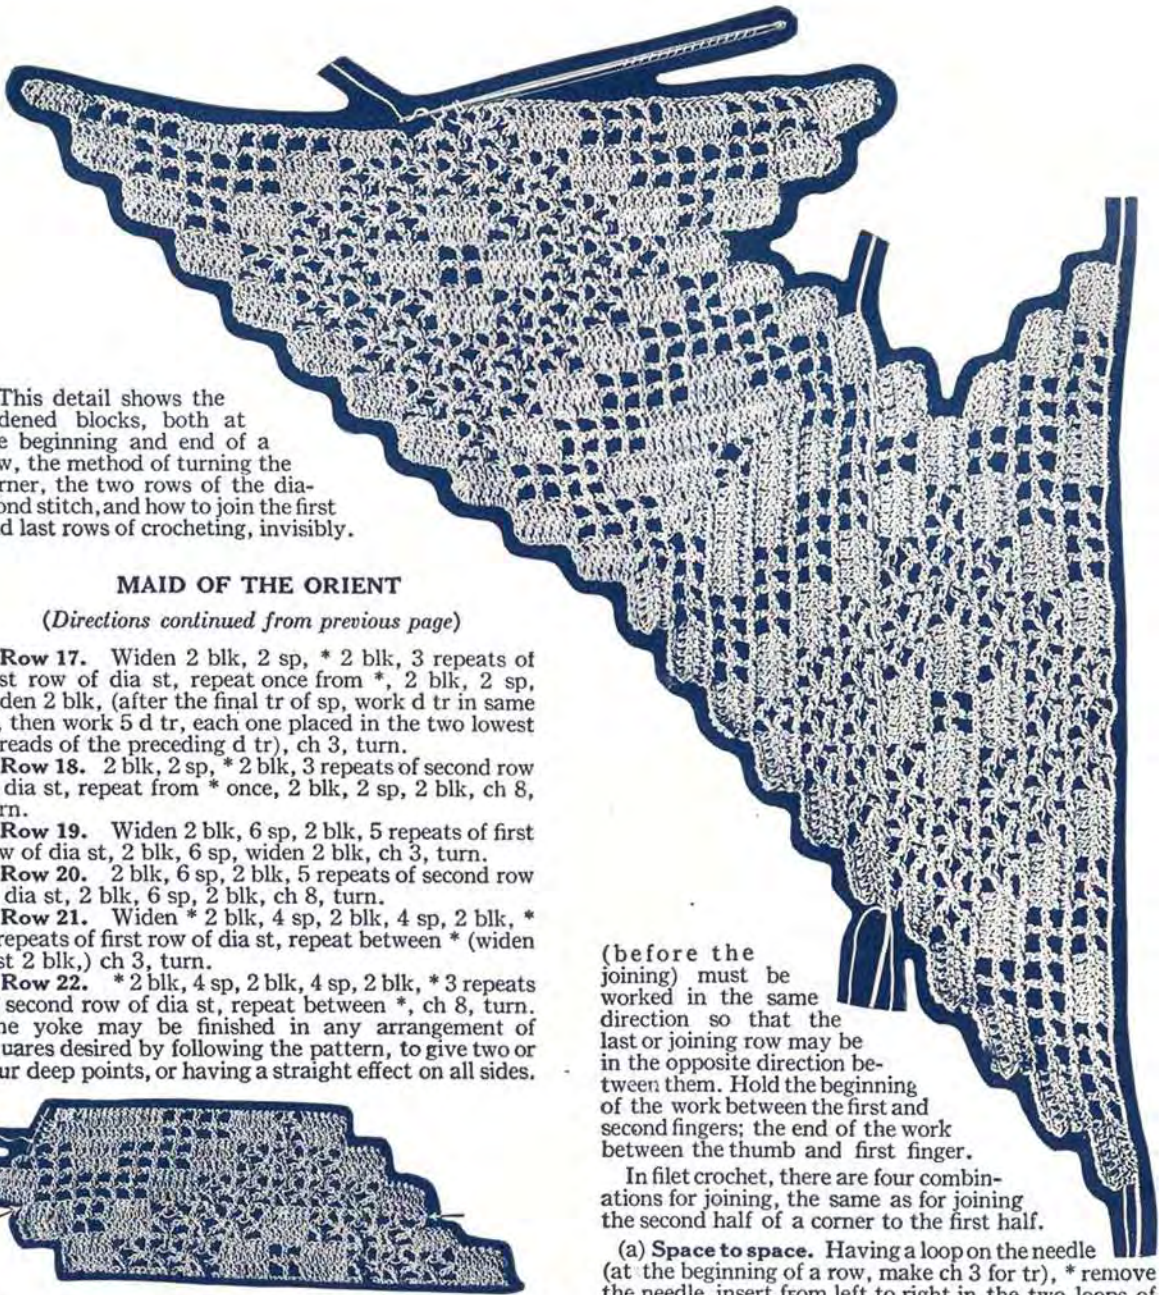 This detail shows the
dened blocks, both at
e beginning and end of a
w, the method of turning the
rner, the two rows of the dia-
ond stitch, and how to join the first
d last rows of crocheting, invisibly.
MAID OF THE ORIENT
(Directions continued from previous page)
Row 17. Widen 2 blk, 2 sp, * 2 blk, 3 repeats of
st row of dia st, repeat once from *, 2 blk, 2 sp,
den 2 blk, (after the final tr of sp, work d tr in same
, then work 5 d tr, each one placed in the two lowest
reads of the preceding d tr), ch 3, turn.
Row 18. 2 blk, 2 sp, * 2 blk, 3 repeats of second row
dia st, repeat from * once, 2 blk, 2 sp, 2 blk, ch 8,
rn.
Row 19. Widen 2 blk, 6 sp, 2 blk, 5 repeats of first
w of dia st, 2 blk, 6 sp, widen 2 blk, ch 3, turn.
Row 20. 2 blk, 6 sp, 2 blk, 5 repeats of second row
dia st, 2 blk, 6 sp, 2 blk, ch 8, turn.
Row 21. Widen * 2 blk, 4 sp, 2 blk, 4 sp, 2 blk, *
repeats of first row of dia st, repeat between * (widen
st 2 blk,) ch 3, turn.
Row 22. * 2 blk, 4 sp, 2 blk, 4 sp, 2 blk, * 3 repeats
second row of dia st, repeat between *, ch 8, turn.
ne yoke may be finished in any arrangement of
uares desired by following the pattern, to give two or
ur deep points, or having a straight effect on all sides.
(before the
joining) must be
worked in the same
direction so that the
last or joining row may be
in the opposite direction be-
tween them. Hold the beginning
of the work between the first and
second fingers; the end of the work
between the thumb and first finger.
In filet crochet, there are four combin-
ations for joining, the same as for joining
the second half of a corner to the first half.
(a) Space to space. Having a loop on the needle
(at the beginning of a row, make ch 3 for tr), * remove
the needle, insert from left to right in the two loops of